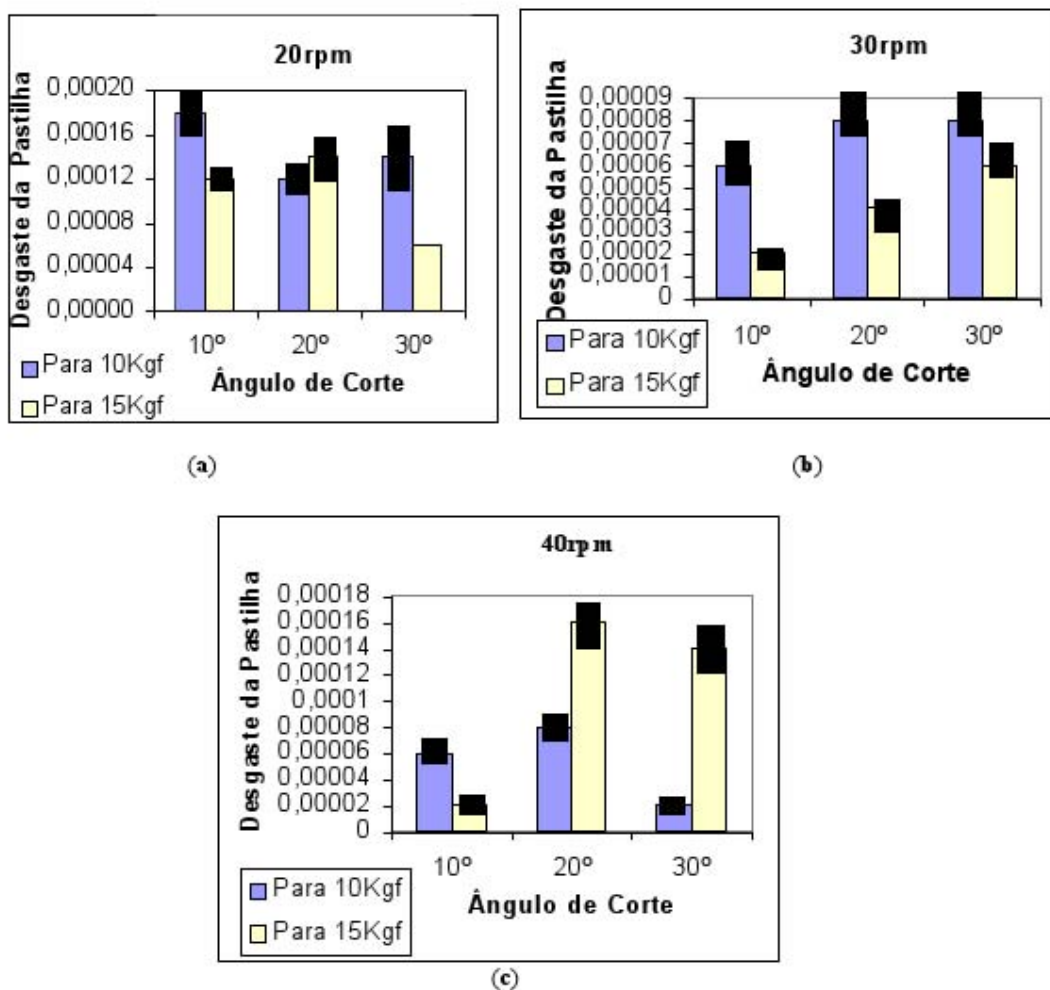 20rpm
Desgaste da Pastilha
0,00020
0,00016
0,00012
0,00008
0,00004
0,00000
10º 20º 30º
Ângulo de Corte
Para 10Kgf
Para 15Kgf
(a)
30rpm
Desgaste da Pastilha
0,00009
0,00008
0,00007
0,00006
0,00005
0,00004
0,00003
0,00002
0,00001
0
10º 20º 30º
Ângulo de Corte
Para 10Kgf
Para 15Kgf
(b)
40rpm
Desgaste da Pastilha
0,00018
0,00016
0,00014
0,00012
0,0001
0,00008
0,00006
0,00004
0,00002
0
10º 20º 30º
Ângulo de Corte
Para 10Kgf
Para 15Kgf
(c)